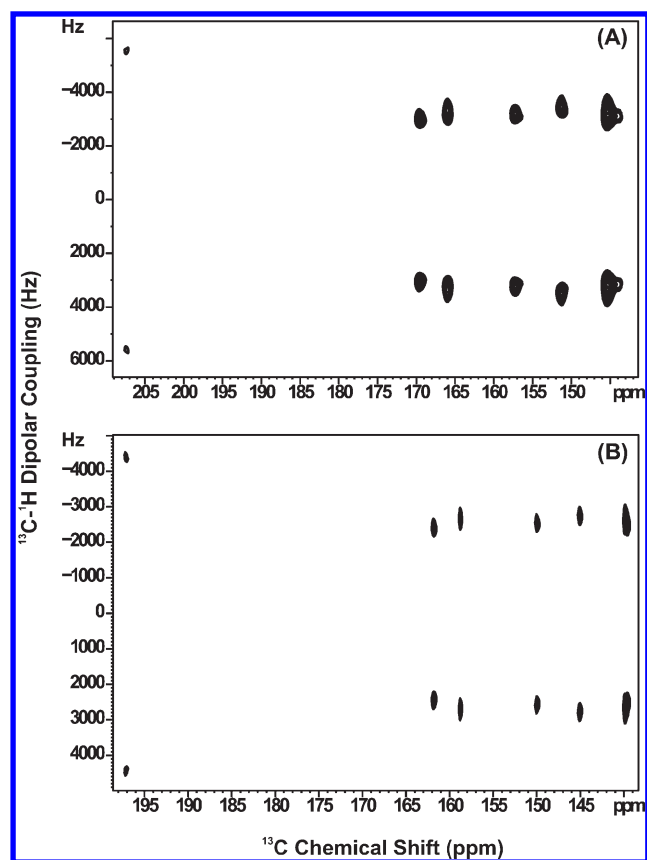 Hz
(A)
−4000
−2000
0
2000
4000
6000
205 200 195 190 185 180 175 170 165 160 155 150 ppm
¹³C-¹H Dipolar Coupling (Hz)
Hz
(B)
−4000
−3000
−2000
−1000
0
1000
2000
3000
4000
195 190 185 180 175 170 165 160 155 150 145 ppm
¹³C Chemical Shift (ppm)